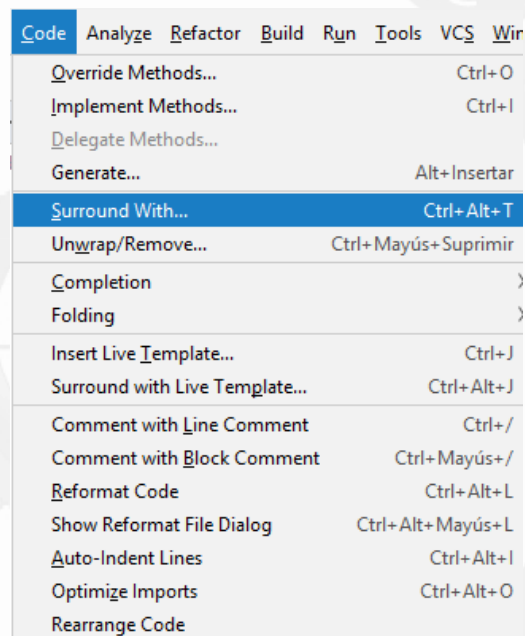 Code Analyze Refactor Build Run Tools VCS Win
Override Methods... Ctrl+O
Implement Methods... Ctrl+I
Delegate Methods...
Generate... Alt+Insertar
Surround With... Ctrl+Alt+T
Unwrap/Remove... Ctrl+Mayús+Suprimir
Completion
Folding
Insert Live Template... Ctrl+J
Surround with Live Template... Ctrl+Alt+J
Comment with Line Comment Ctrl+/
Comment with Block Comment Ctrl+Mayús+/
Reformat Code Ctrl+Alt+L
Show Reformat File Dialog Ctrl+Alt+Mayús+L
Auto-Indent Lines Ctrl+Alt+I
Optimize Imports Ctrl+Alt+O
Rearrange Code